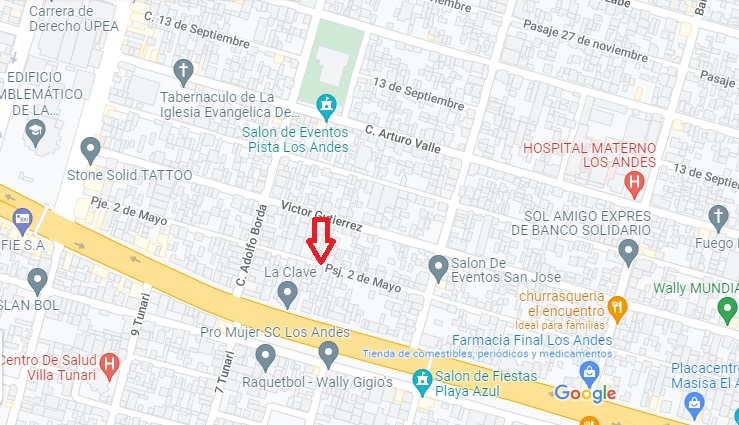 Carrera de
Derecho UPEA
C. 13 de Septiembre
Pasaje 27 de noviembre
Pasaje
EDIFICIO
EMBLEMÁTICO
DE LA...
Tabernaculo de La
Iglesia Evangelica De...
13 de Septiembre
Salon de Eventos
Pista Los Andes
C. Arturo Valle
HOSPITAL MATERNO
LOS ANDES
13 de Septiem
Stone Solid TATTOO
Pje. 2 de Mayo
C. Adolfo Borda
Victor Gutierrez
SOL AMIGO EXPRES
DE BANCO SOLIDARIO
Fuego
FIE S.A
La Clave
Psj. 2 de Mayo
Salon De
Eventos San Jose
Wally MUNDIA
SLAN BOL
9 Tunari
churrasqueria
el encuentro
Ideal para familias
Pro Mujer SC Los Andes
Farmacia Final Los Andes
Tienda de comestibles, periódicos y medicamentos
Centro De Salud
Villa Tunari
7 Tunari
Raquetbol - Wally Gigio's
Salon de Fiestas
Playa Azul
Google
Placacentro
Masisa El A